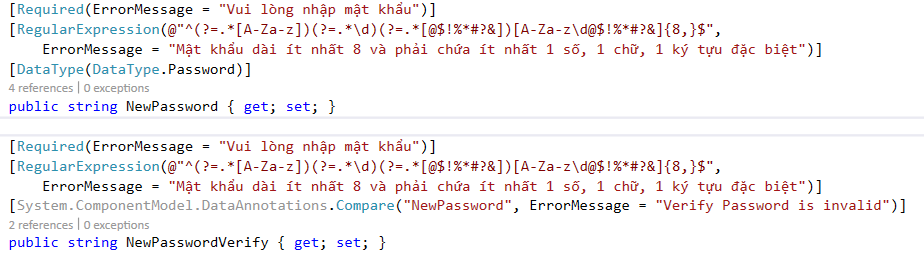 [Required(ErrorMessage = "Vui lòng nhập mật khẩu")]
[RegularExpression(@"^(?=.*[A-Za-z])(?=.*\d)(?=.*[@$!%*#?&])[A-Za-z\d@$!%*#?&]{8,}$",
ErrorMessage = "Mật khẩu dài ít nhất 8 và phải chứa ít nhất 1 số, 1 chữ, 1 ký tựu đặc biệt")]
[DataType(DataType.Password)]
4 references | 0 exceptions
public string NewPassword { get; set; }
[Required(ErrorMessage = "Vui lòng nhập mật khẩu")]
[RegularExpression(@"^(?=.*[A-Za-z])(?=.*\d)(?=.*[@$!%*#?&])[A-Za-z\d@$!%*#?&]{8,}$",
ErrorMessage = "Mật khẩu dài ít nhất 8 và phải chứa ít nhất 1 số, 1 chữ, 1 ký tựu đặc biệt")]
[System.ComponentModel.DataAnnotations.Compare("NewPassword", ErrorMessage = "Verify Password is invalid")]
2 references | 0 exceptions
public string NewPasswordVerify { get; set; }